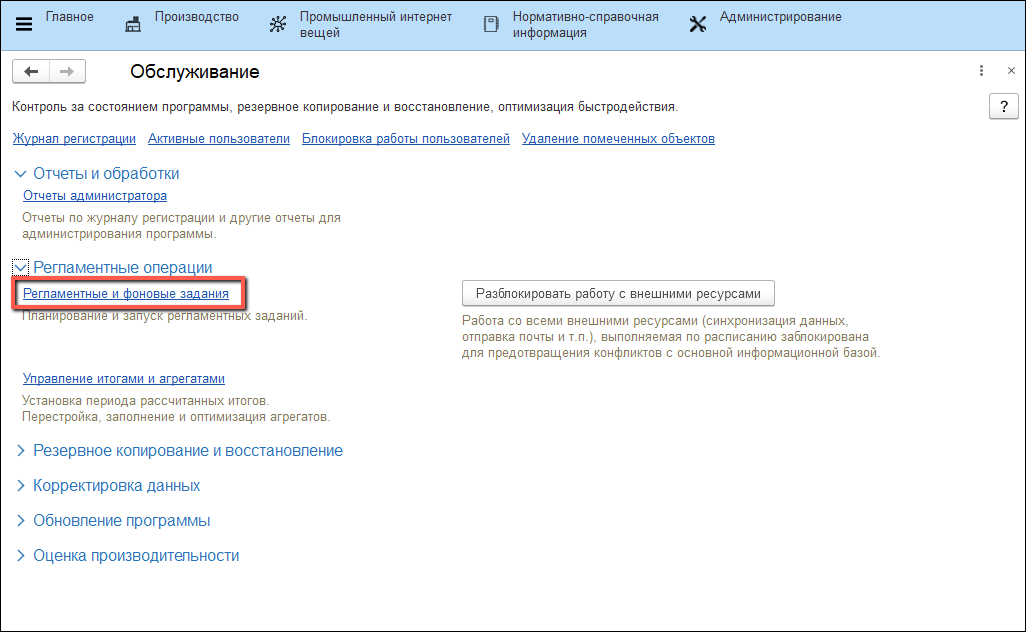 Главное
Производство
Промышленный интернет
вещей
Нормативно-справочная
информация
Администрирование
Обслуживание
Контроль за состоянием программы, резервное копирование и восстановление, оптимизация быстродействия.
?
Журнал регистрации Активные пользователи Блокировка работы пользователей Удаление помеченных объектов
Отчеты и обработки
Отчеты администратора
Отчеты по журналу регистрации и другие отчеты для
администрирования программы.
Регламентные операции
Регламентные и фоновые задания
Планирование и запуск регламентных заданий.
Разблокировать работу с внешними ресурсами
Работа со всеми внешними ресурсами (синхронизация данных,
отправка почты и т.п.), выполняемая по расписанию заблокирована
для предотвращения конфликтов с основной информационной базой.
Управление итогами и агрегатами
Установка периода рассчитанных итогов.
Перестройка, заполнение и оптимизация агрегатов.
Резервное копирование и восстановление
Корректировка данных
Обновление программы
Оценка производительности